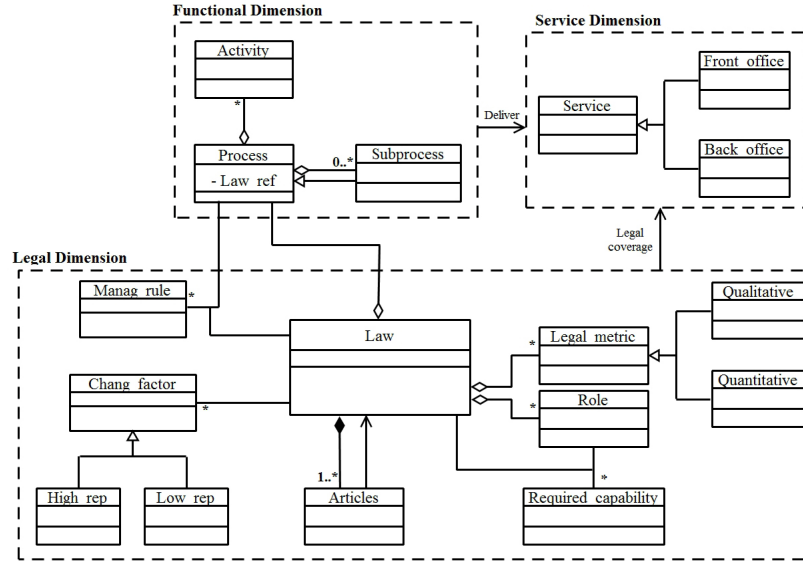 Functional Dimension
Service Dimension
Activity
*
Front office
Service
Deliver
Process
- Law ref
0..*
Subprocess
Back office
Legal
coverage
Legal Dimension
Manag rule
*
Qualitative
Law
Legal metric
*
Chang factor
*
Quantitative
Role
*
1..*
*
High rep
Low rep
Articles
Required capability